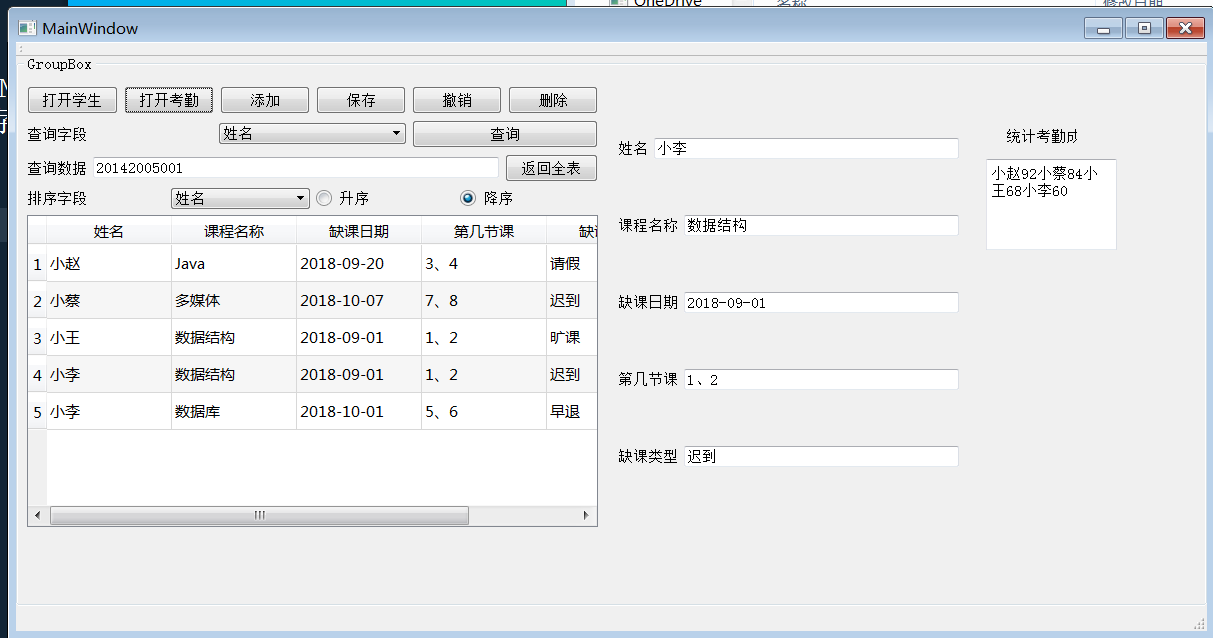 OneDrive
MainWindow
GroupBox
打开学生 打开考勤 添加 保存 撤销 删除
查询字段 姓名 查询
查询数据 20142005001 返回全表
排序字段 姓名 升序 降序
姓名 课程名称 缺课日期 第几节课
1 小赵 Java 2018-09-20 3、4 请假
2 小蔡 多媒体 2018-10-07 7、8 迟到
3 小王 数据结构 2018-09-01 1、2 旷课
4 小李 数据结构 2018-09-01 1、2 迟到
5 小李 数据库 2018-10-01 5、6 早退
姓名 小李
课程名称 数据结构
缺课日期 2018-09-01
第几节课 1、2
缺课类型 迟到
统计考勤成
小赵92小蔡84小
王68小李60